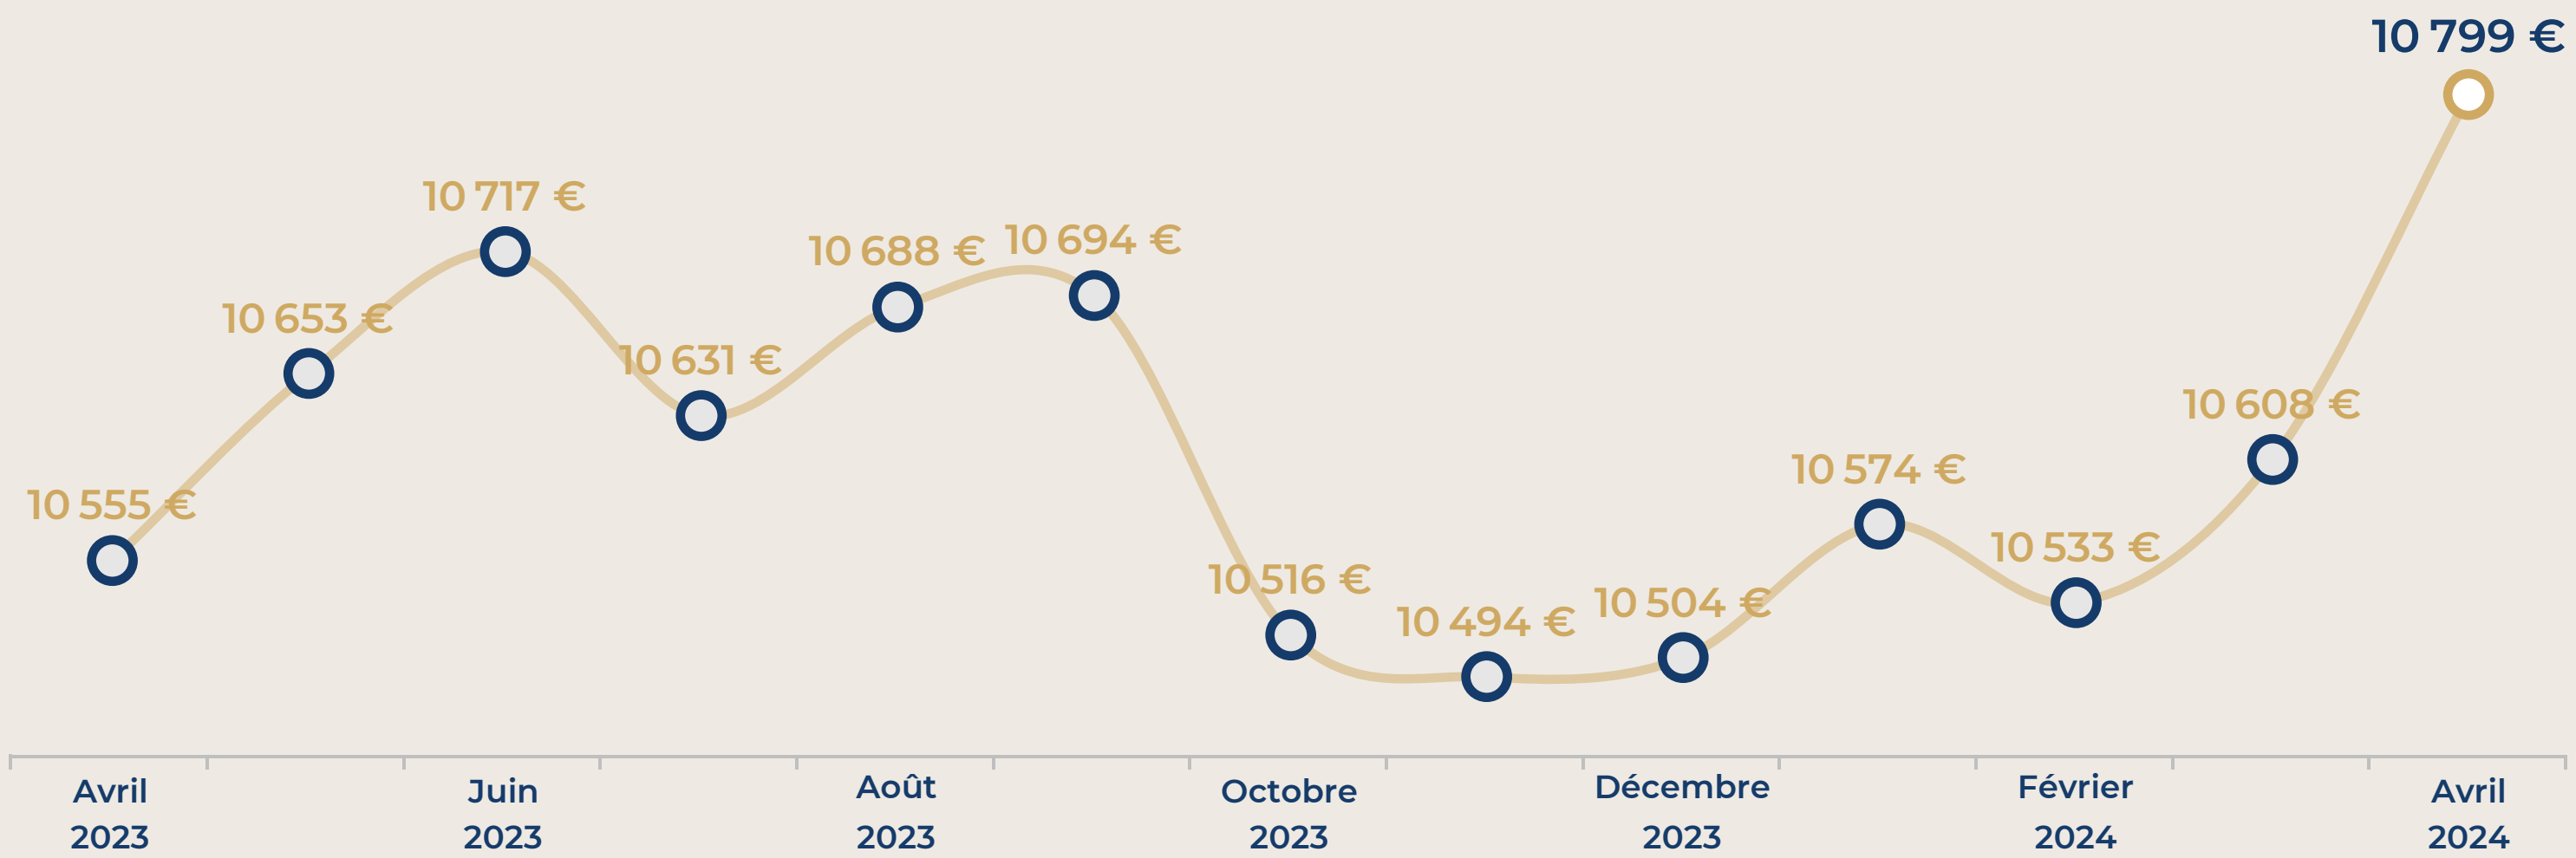 10 799 €
10 717 €
10 688 €
10 694 €
10 653 €
10 631 €
10 608 €
10 574 €
10 555 €
10 533 €
10 516 €
10 504 €
10 494 €
Avril
2023
Juin
2023
Août
2023
Octobre
2023
Décembre
2023
Février
2024
Avril
2024